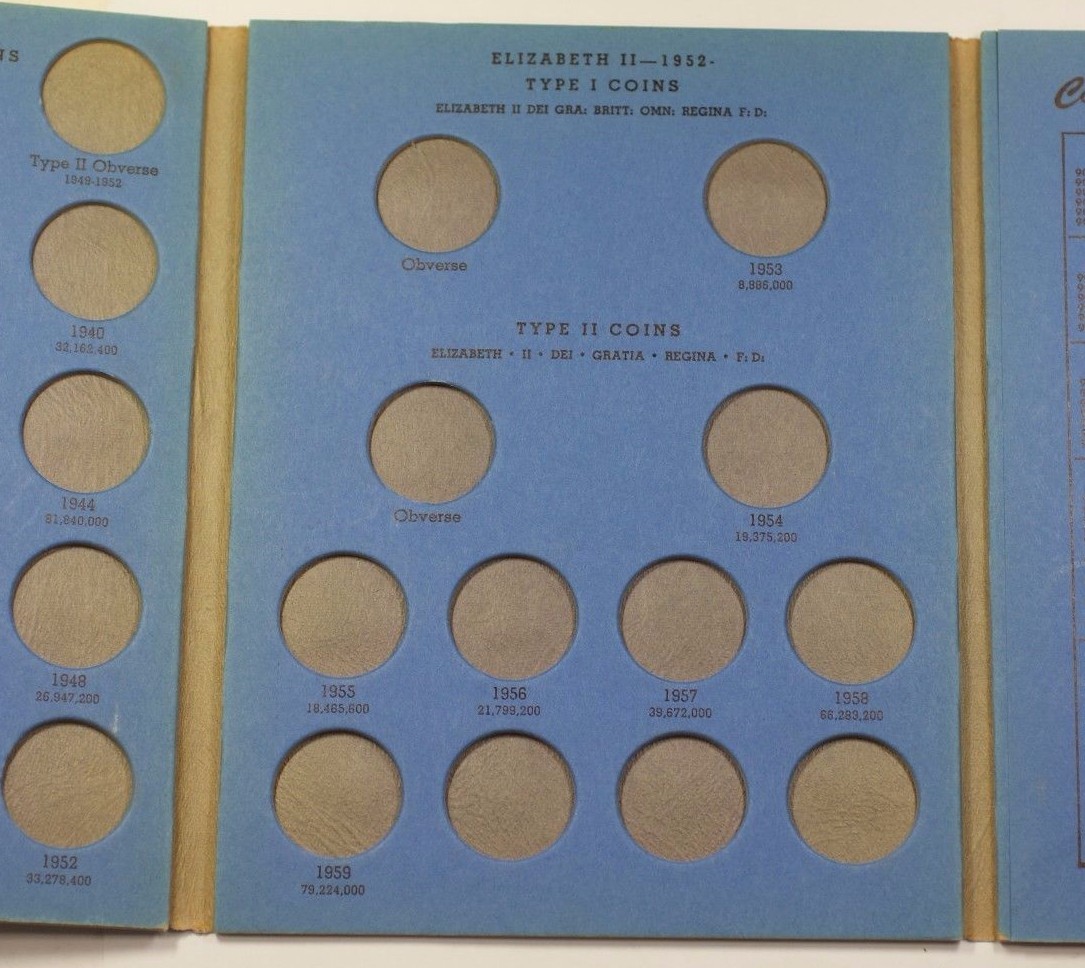 NS
Type II Obverse
1949-1952
1940
32,162,400
1944
81,840,000
1948
26,947,200
1952
33,278,400
ELIZABETH II—1952-
TYPE I COINS
ELIZABETH II DEI GRA: BRITT: OMN: REGINA F: D:
Obverse
1953
8,886,000
TYPE II COINS
ELIZABETH • II • DEI • GRATIA • REGINA • F: D:
Obverse
1954
19,375,200
1955
18,465,600
1956
21,799,200
1957
39,672,000
1958
66,283,200
1959
79,224,000